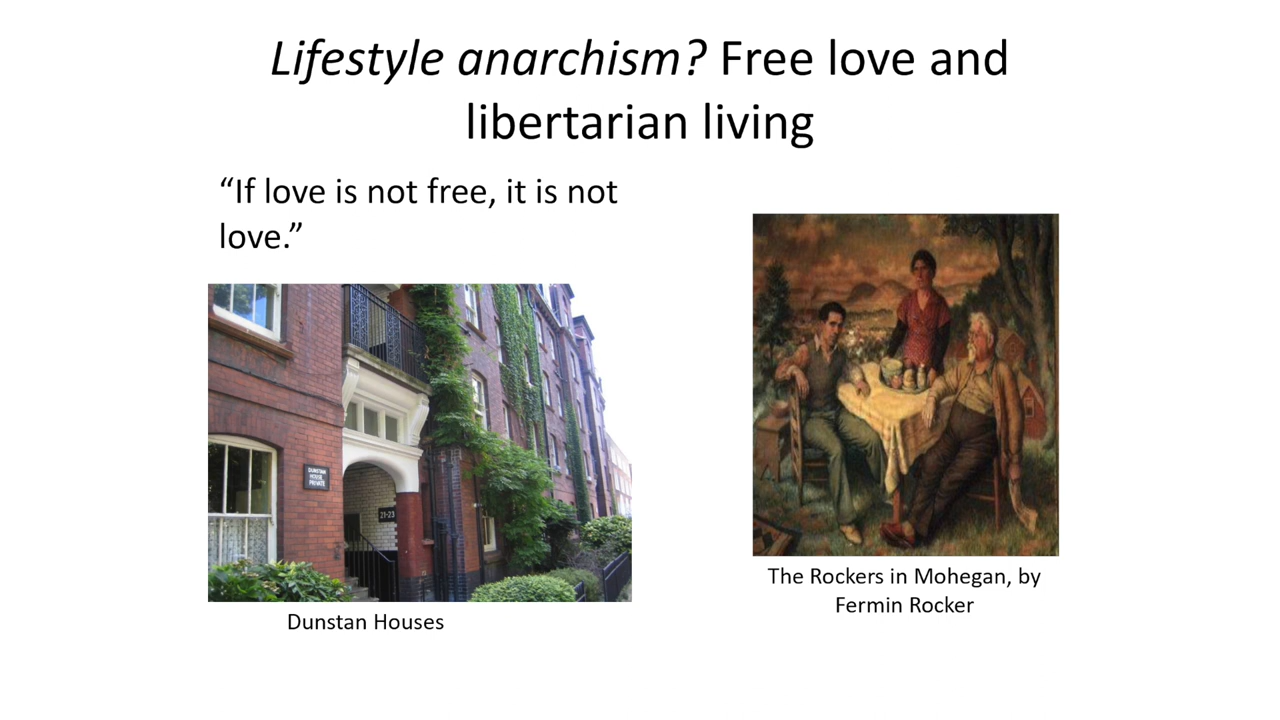 Lifestyle anarchism? Free love and
libertarian living
“If love is not free, it is not
love.”
DUNSTAN
HOUSE
PRIVATE
21-23
Dunstan Houses
The Rockers in Mohegan, by
Fermin Rocker